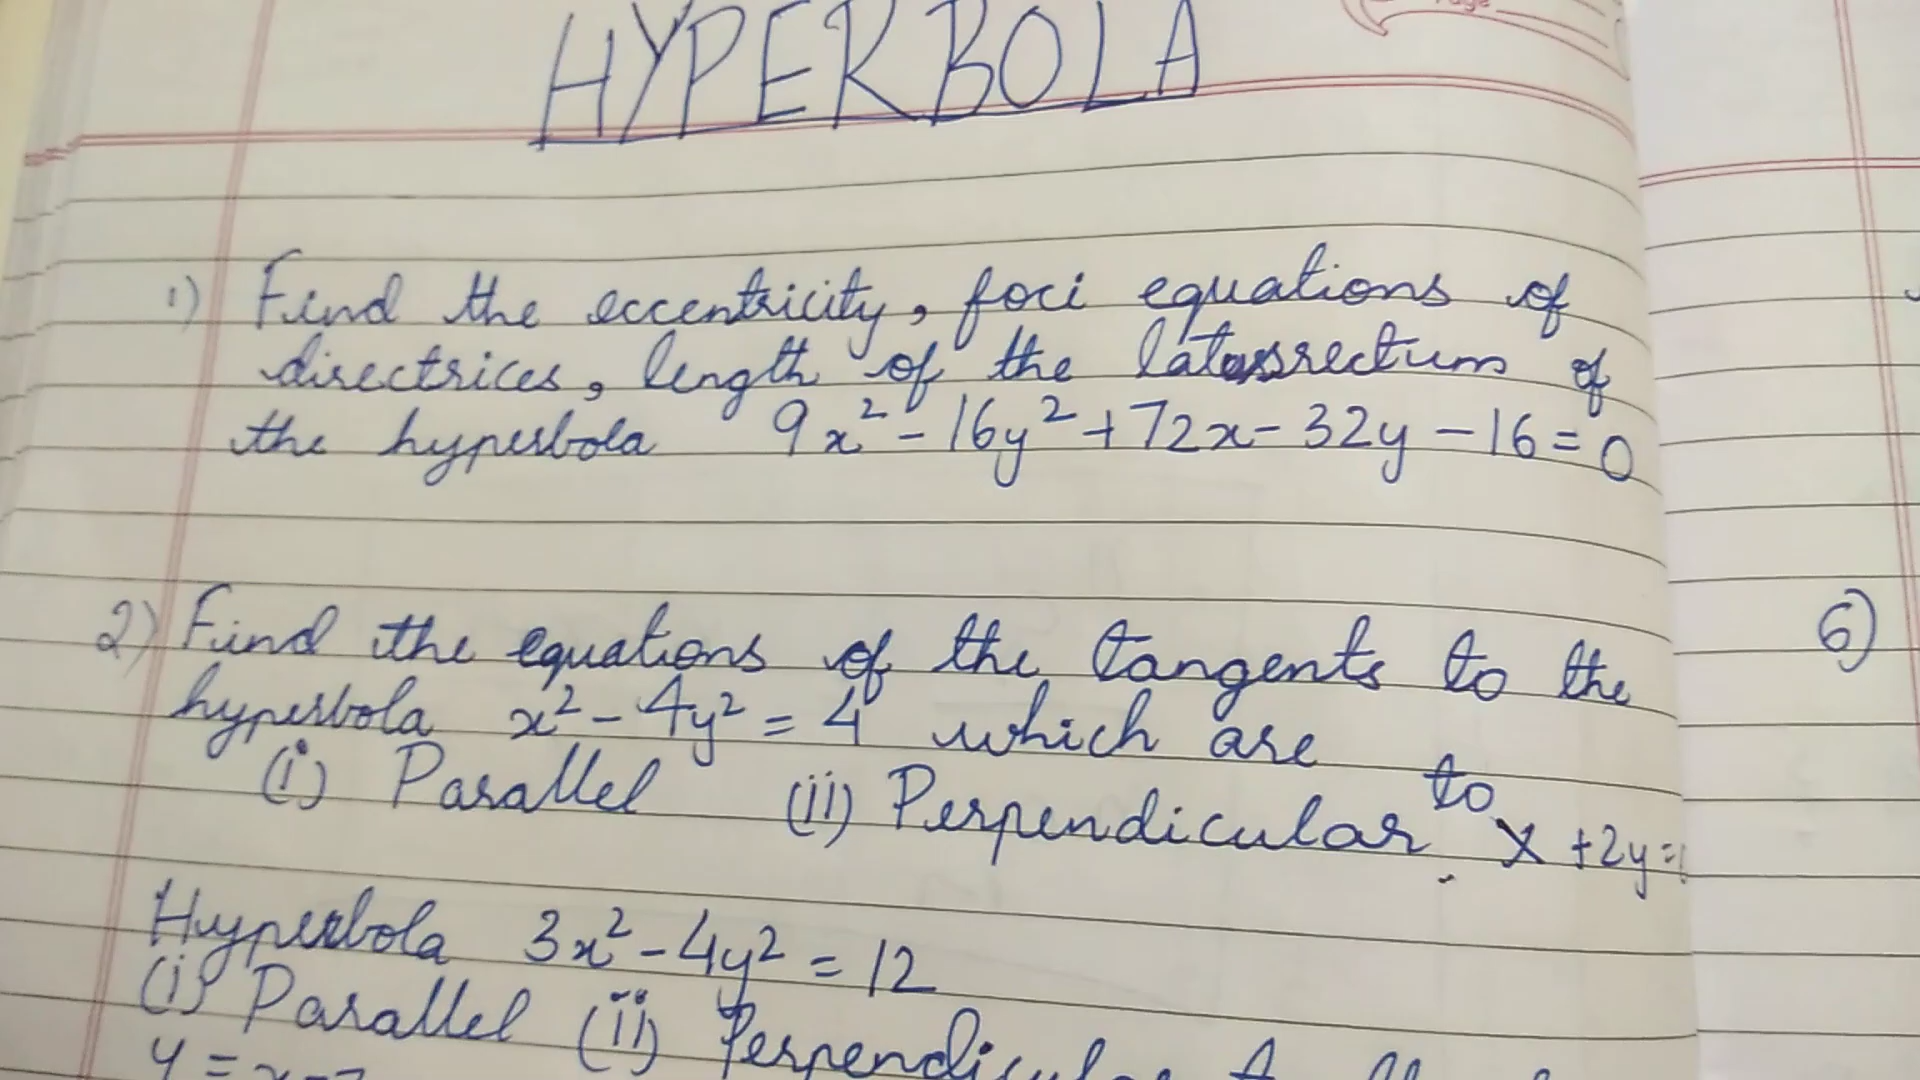 Page
HYPERBOLA
1) Find the eccentricity, foci equations of
directrices, length of the latusrectum of
the hyperbola 9x² - 16y² + 72x - 32y - 16 = 0
2) Find the equations of the tangents to the
hyperbola x² - 4y² = 4 which are
(i) Parallel (ii) Perpendicular to x + 2y =
Hyperbola 3x² - 4y² = 12
(i) Parallel (ii) Perpendicular
y = x - 7
6)